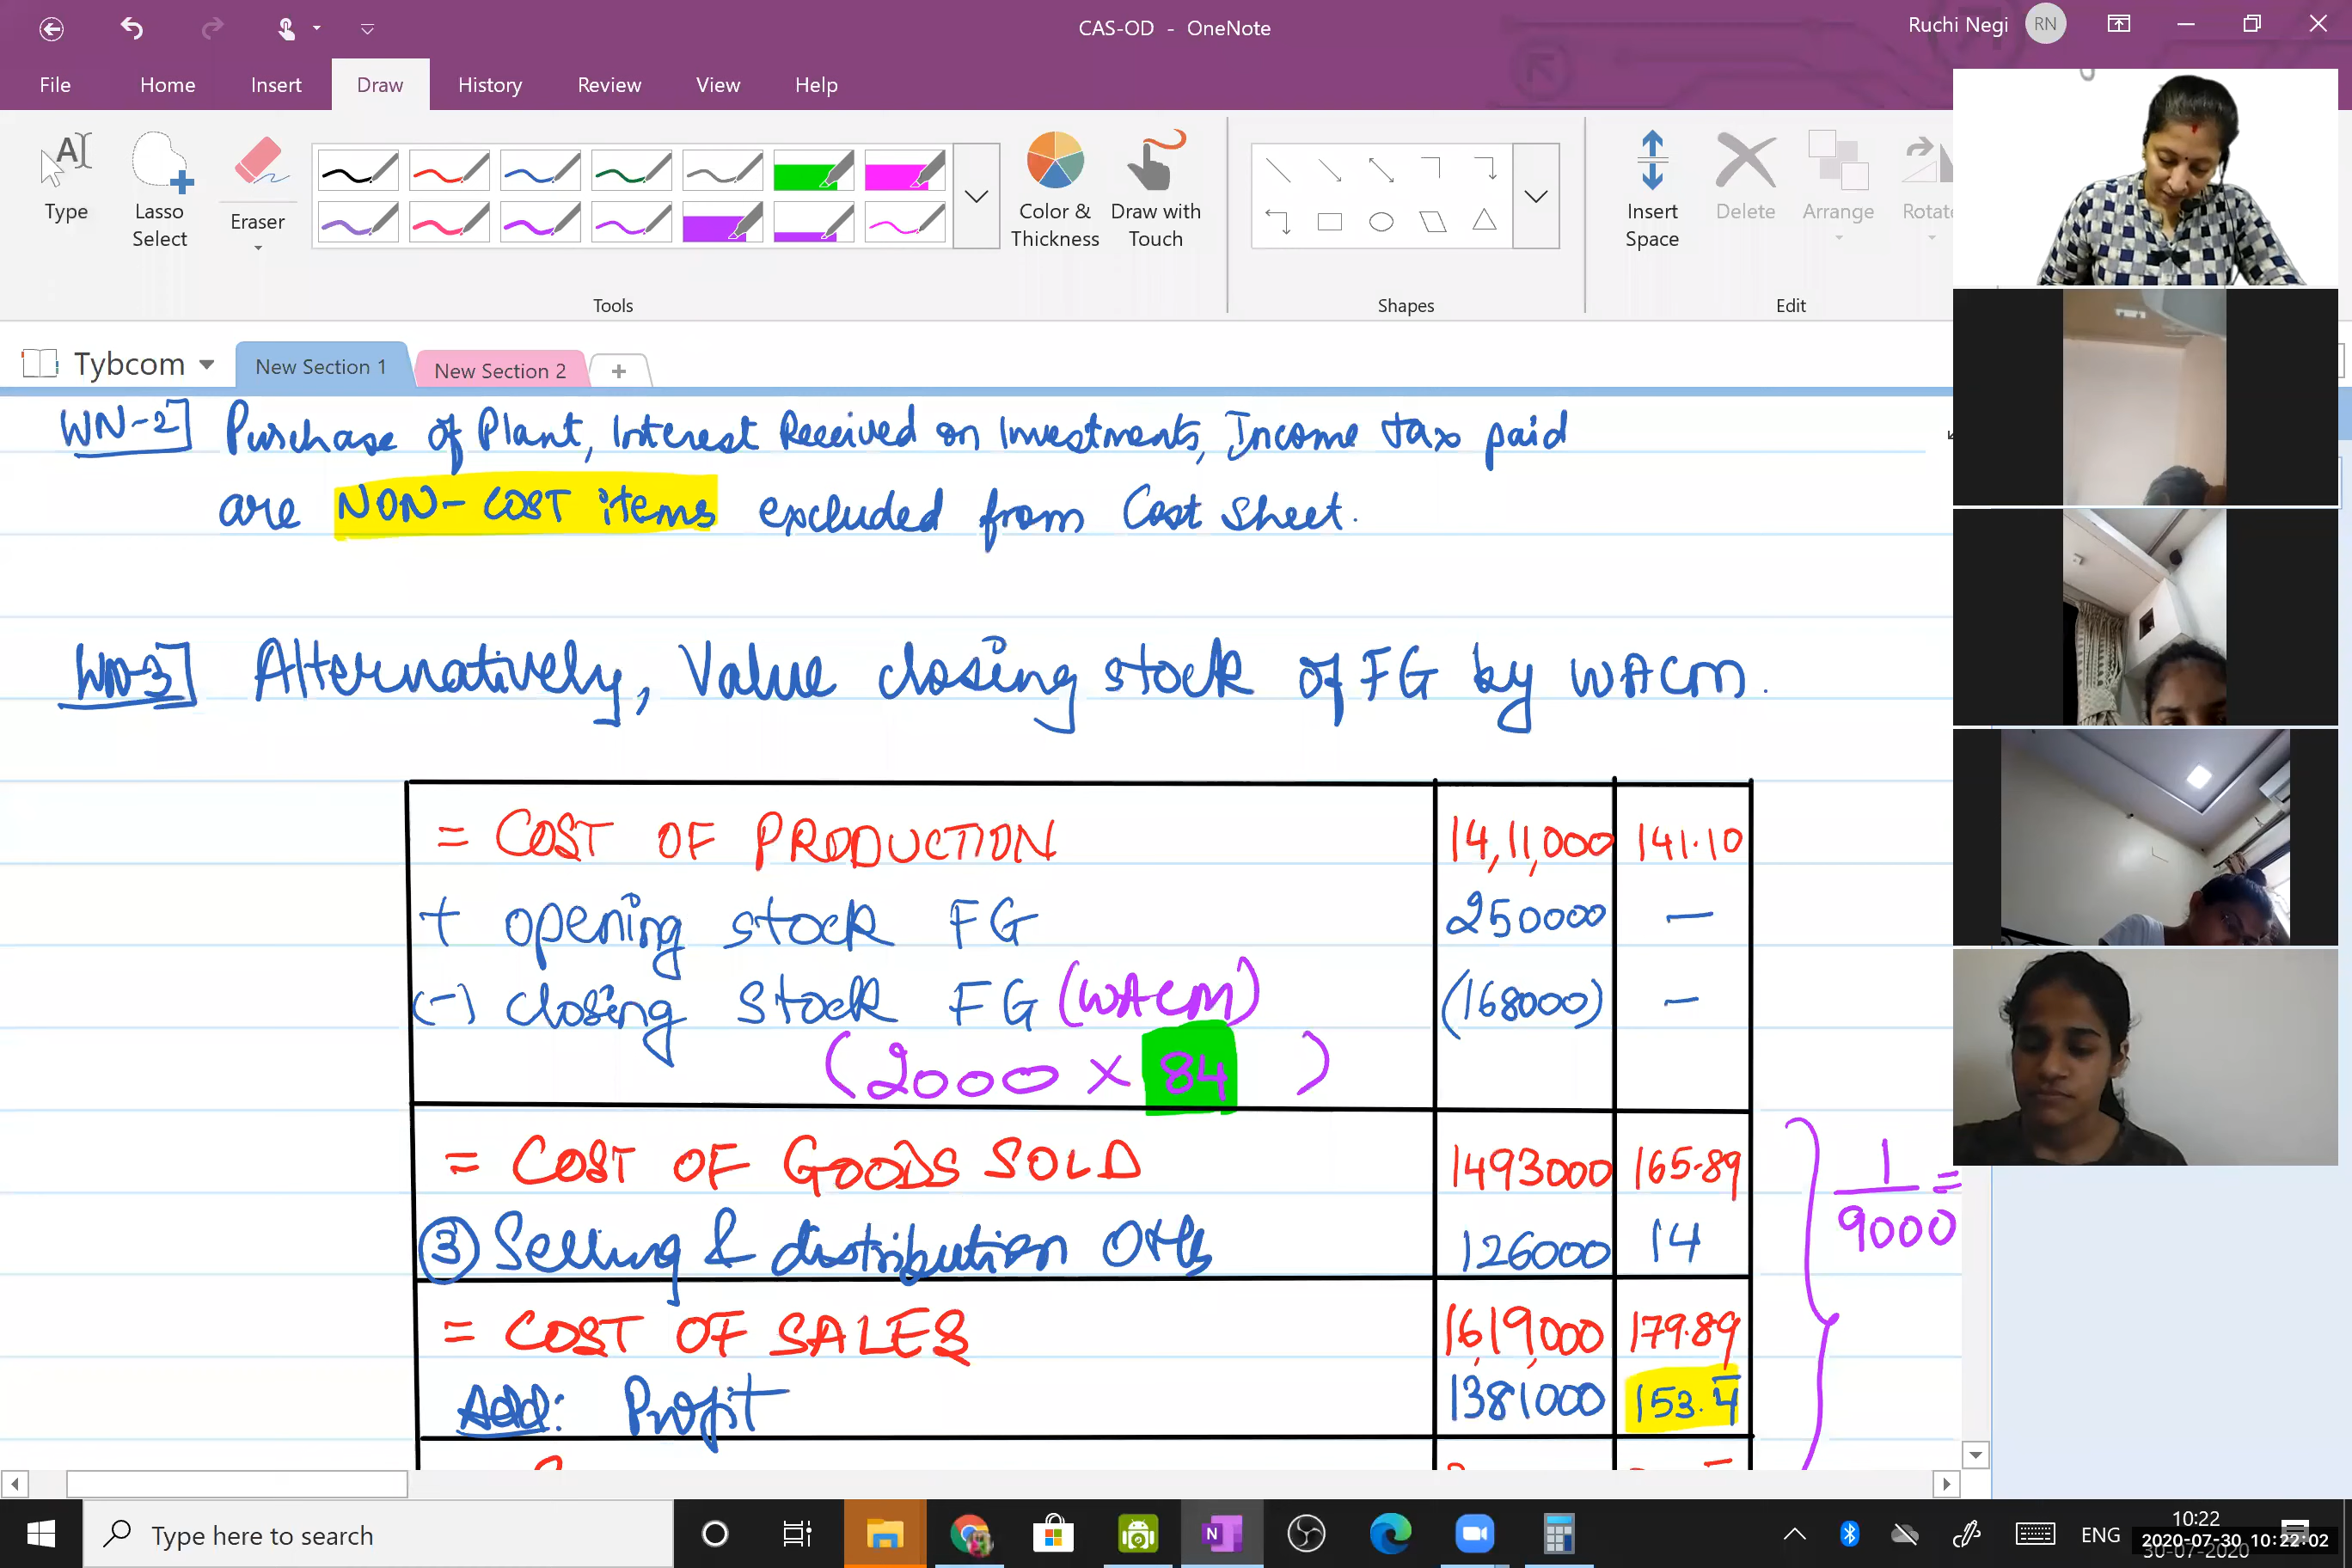 CAS-OD - OneNote
Ruchi Negi RN
File Home Insert Draw History Review View Help
Type
Lasso Select
Eraser
Color & Thickness
Draw with Touch
Insert Space
Delete
Arrange
Rotate
Tools
Shapes
Edit
Tybcom New Section 1 New Section 2 +
WN-2] Purchase of Plant, Interest Received on Investments, Income tax paid
are NON-COST items excluded from Cost Sheet.
WN-3] Alternatively, Value closing stock of FG by WACM.
= COST OF PRODUCTION 14,11,000 141.10
+ opening stock FG 250000 —
(-) closing stock FG (WACM) (168000) —
(2000 × 84 )
= COST OF GOODS SOLD 1493000 165.89
③ Selling & distribution OHs 126000 14
= COST OF SALES 1619000 179.89
Add: Profit 1381000 153.4̅
1/9000 =
Type here to search
ENG
10:22
30-07-2020
2020-07-30 10:22:02